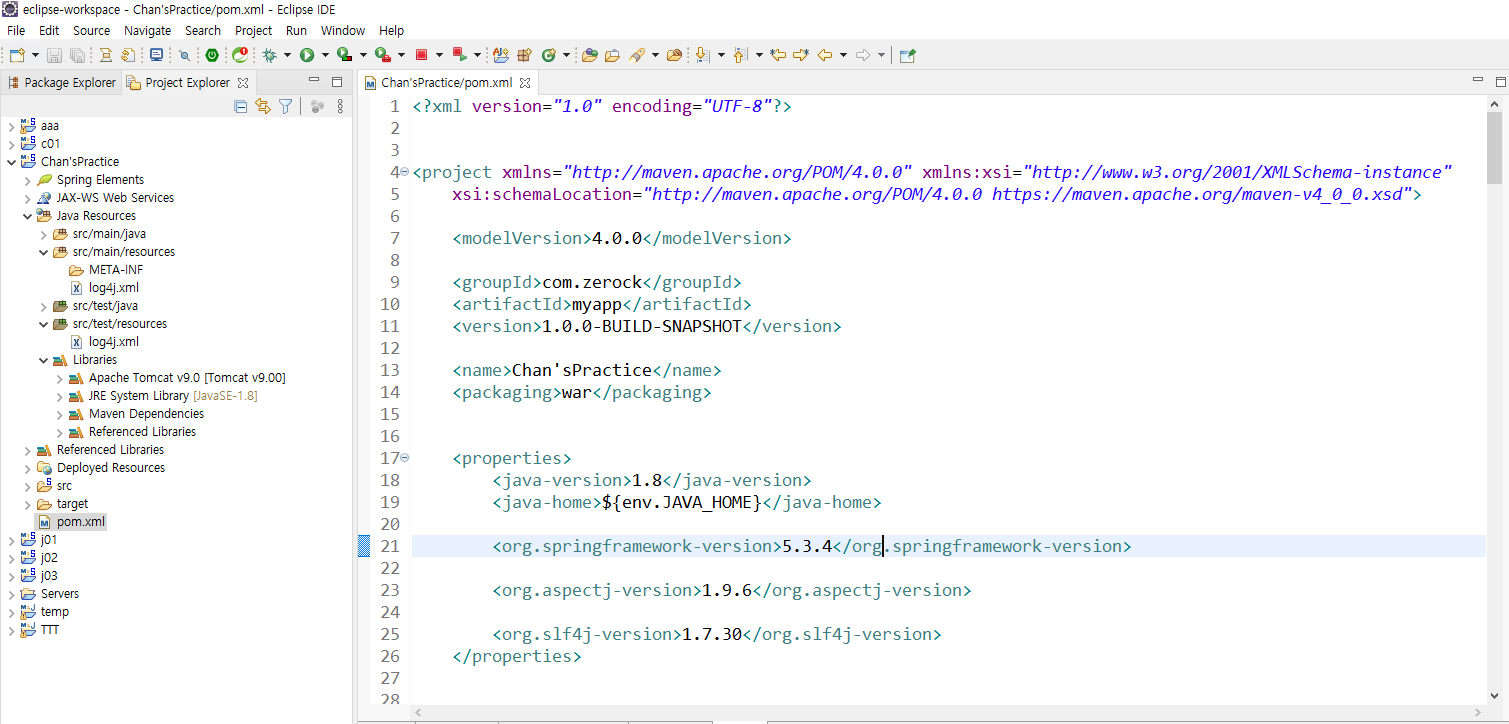 eclipse-workspace - Chan'sPractice/pom.xml - Eclipse IDE
File Edit Source Navigate Search Project Run Window Help
Package Explorer Project Explorer
aaa
c01
Chan'sPractice
Spring Elements
JAX-WS Web Services
Java Resources
src/main/java
src/main/resources
META-INF
log4j.xml
src/test/java
src/test/resources
log4j.xml
Libraries
Apache Tomcat v9.0 [Tomcat v9.00]
JRE System Library [JavaSE-1.8]
Maven Dependencies
Referenced Libraries
Referenced Libraries
Deployed Resources
src
target
pom.xml
j01
j02
j03
Servers
temp
TTT
Chan'sPractice/pom.xml
1 <?xml version="1.0" encoding="UTF-8"?>
2
3
4 <project xmlns="http://maven.apache.org/POM/4.0.0" xmlns:xsi="http://www.w3.org/2001/XMLSchema-instance"
5 xsi:schemaLocation="http://maven.apache.org/POM/4.0.0 https://maven.apache.org/maven-v4_0_0.xsd">
6
7 <modelVersion>4.0.0</modelVersion>
8
9 <groupId>com.zerock</groupId>
10 <artifactId>myapp</artifactId>
11 <version>1.0.0-BUILD-SNAPSHOT</version>
12
13 <name>Chan'sPractice</name>
14 <packaging>war</packaging>
15
16
17 <properties>
18 <java-version>1.8</java-version>
19 <java-home>${env.JAVA_HOME}</java-home>
20
21 <org.springframework-version>5.3.4</org.springframework-version>
22
23 <org.aspectj-version>1.9.6</org.aspectj-version>
24
25 <org.slf4j-version>1.7.30</org.slf4j-version>
26 </properties>
27
28